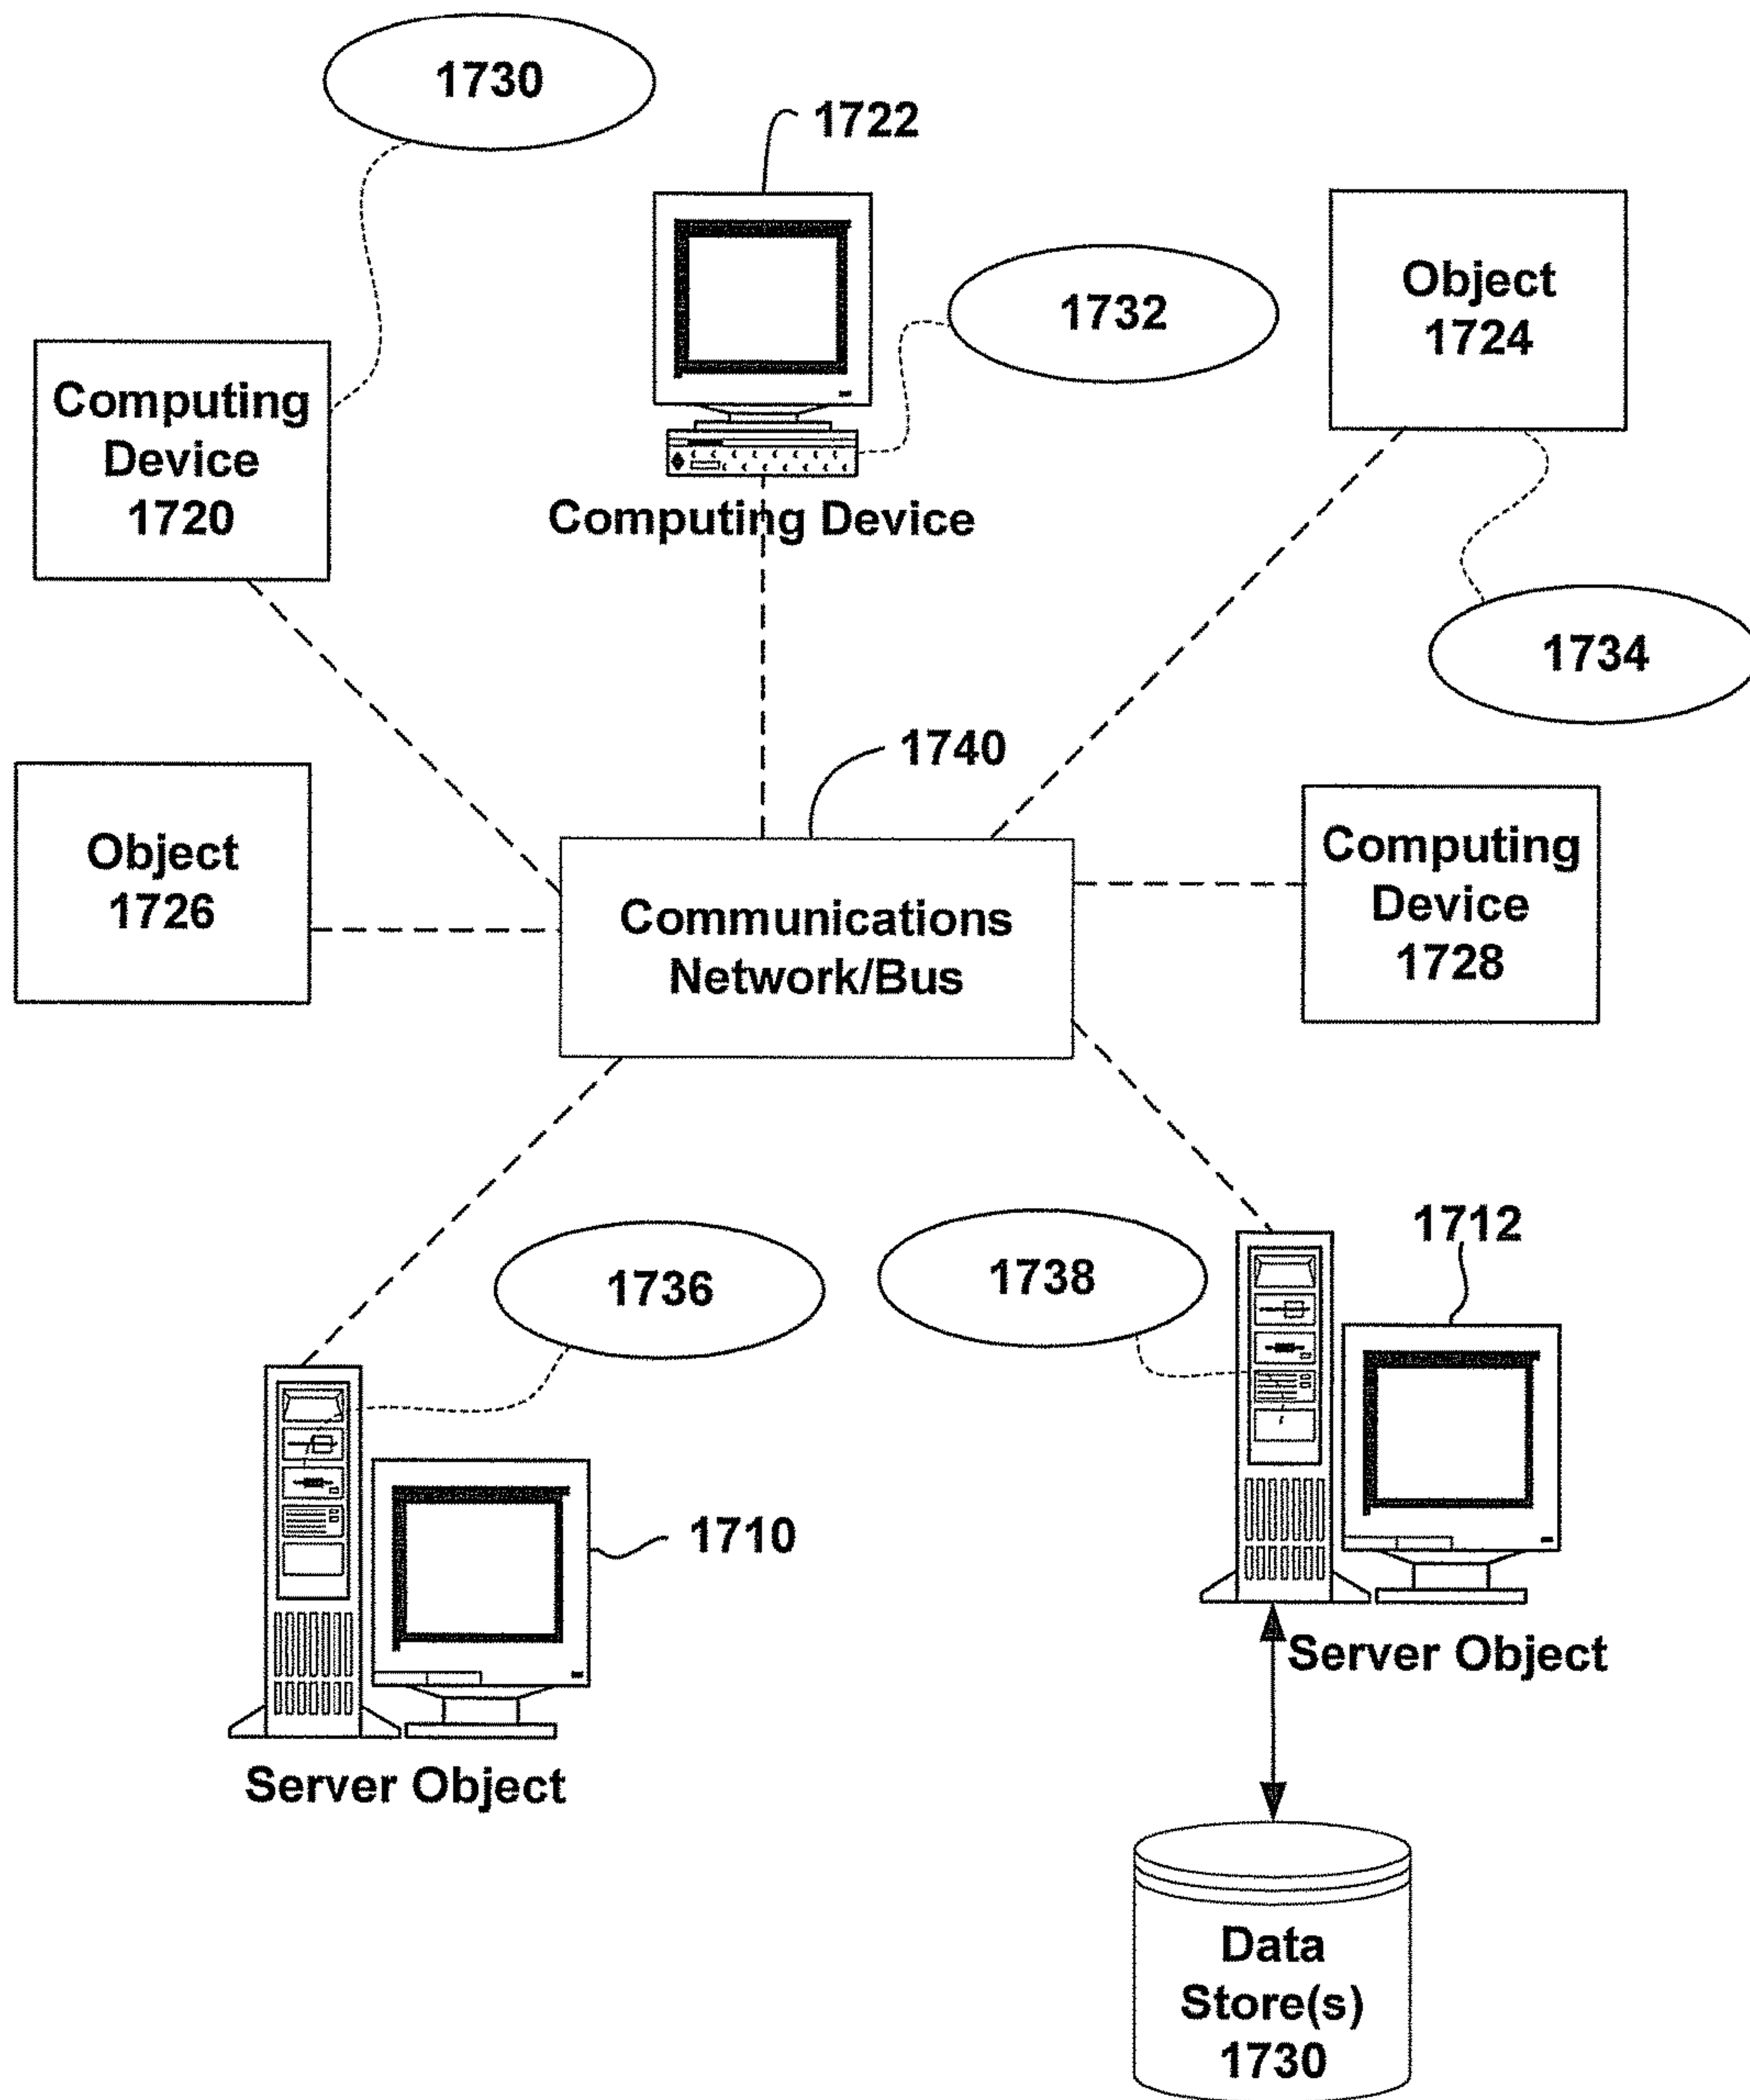 1730
1722
1732
Object
1724
Computing
Device
1720
Computing Device
1734
1740
Object
1726
Communications
Network/Bus
Computing
Device
1728
1736
1738
1712
1710
Server Object
Server Object
Data
Store(s)
1730